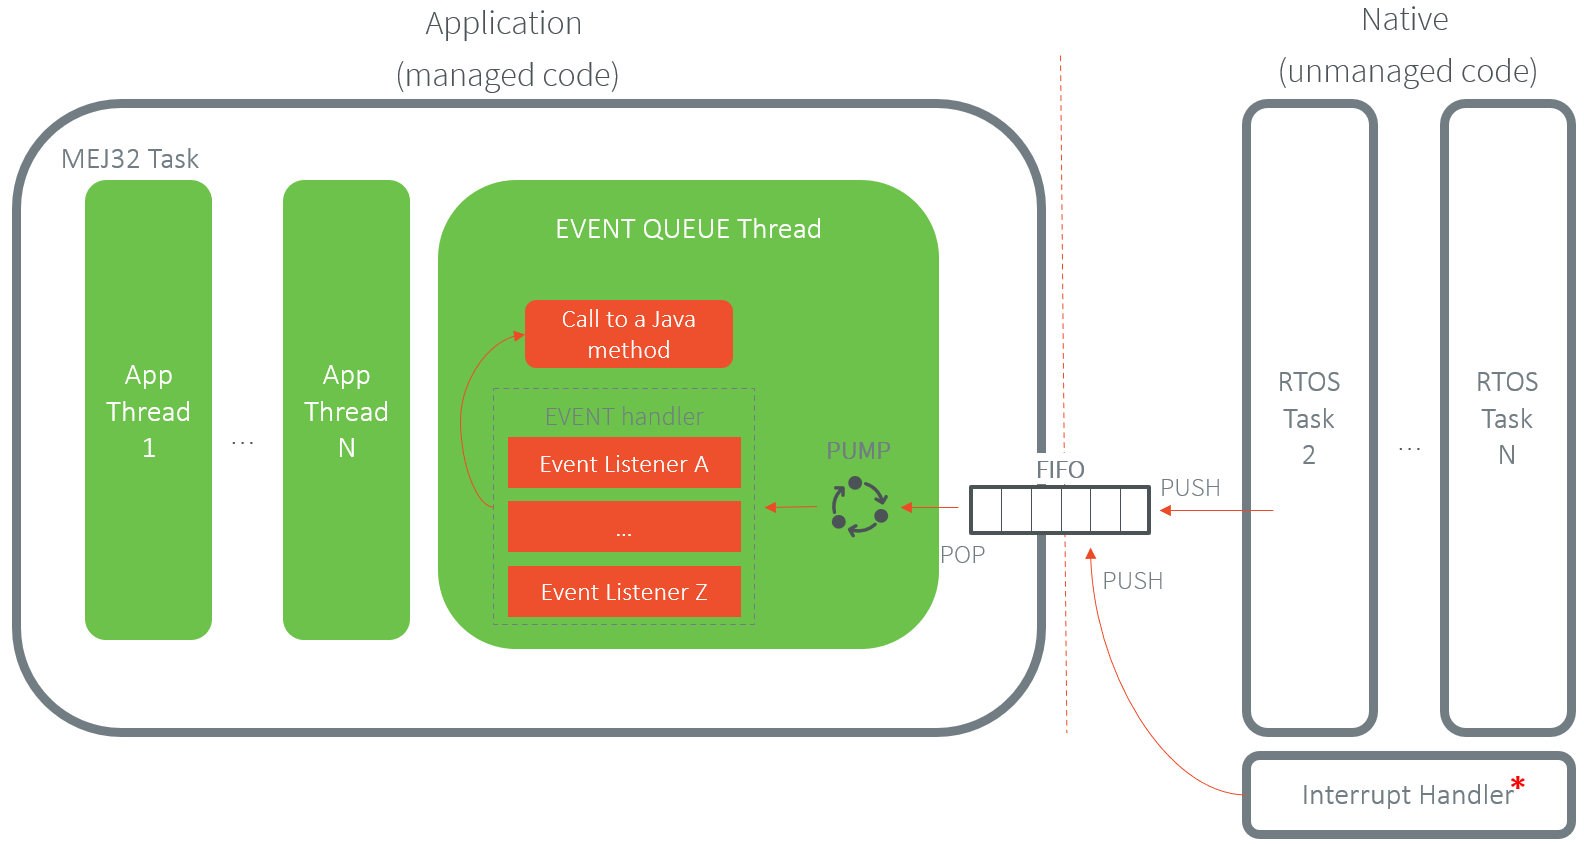 Application
(managed code)
Native
(unmanaged code)
MEJ32 Task
App
Thread
1
...
App
Thread
N
EVENT QUEUE Thread
Call to a Java
method
EVENT handler
Event Listener A
...
Event Listener Z
PUMP
POP
FIFO
PUSH
PUSH
RTOS
Task
2
...
RTOS
Task
N
Interrupt Handler*